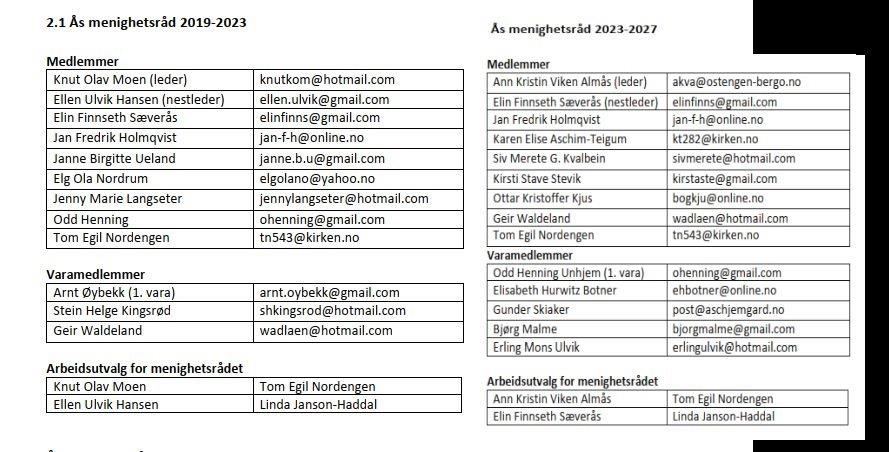 2.1 Ås menighetsråd 2019-2023
Medlemmer
Knut Olav Moen (leder) knutkom@hotmail.com
Ellen Ulvik Hansen (nestleder) ellen.ulvik@gmail.com
Elin Finnseth Sæverås elinfinns@gmail.com
Jan Fredrik Holmqvist jan-f-h@online.no
Janne Birgitte Ueland janne.b.u@gmail.com
Elg Ola Nordrum elgolano@yahoo.no
Jenny Marie Langseter jennylangseter@hotmail.com
Odd Henning ohenning@gmail.com
Tom Egil Nordengen tn543@kirken.no
Varamedlemmer
Arnt Øybekk (1. vara) arnt.oybekk@gmail.com
Stein Helge Kingsrød shkingsrod@hotmail.com
Geir Waldeland wadlaen@hotmail.com
Arbeidsutvalg for menighetsrådet
Knut Olav Moen Tom Egil Nordengen
Ellen Ulvik Hansen Linda Janson-Haddal
Ås menighetsråd 2023-2027
Medlemmer
Ann Kristin Viken Almås (leder) akva@ostengen-bergo.no
Elin Finnseth Sæverås (nestleder) elinfinns@gmail.com
Jan Fredrik Holmqvist jan-f-h@online.no
Karen Elise Aschim-Teigum kt282@kirken.no
Siv Merete G. Kvalbein sivmerete@hotmail.com
Kirsti Stave Stevik kirstaste@gmail.com
Ottar Kristoffer Kjus bogkju@online.no
Geir Waldeland wadlaen@hotmail.com
Tom Egil Nordengen tn543@kirken.no
Varamedlemmer
Odd Henning Unhjem (1. vara) ohenning@gmail.com
Elisabeth Hurwitz Botner ehbotner@online.no
Gunder Skiaker post@aschjemgard.no
Bjørg Malme bjorgmalme@gmail.com
Erling Mons Ulvik erlingulvik@hotmail.com
Arbeidsutvalg for menighetsrådet
Ann Kristin Viken Almås Tom Egil Nordengen
Elin Finnseth Sæverås Linda Janson-Haddal